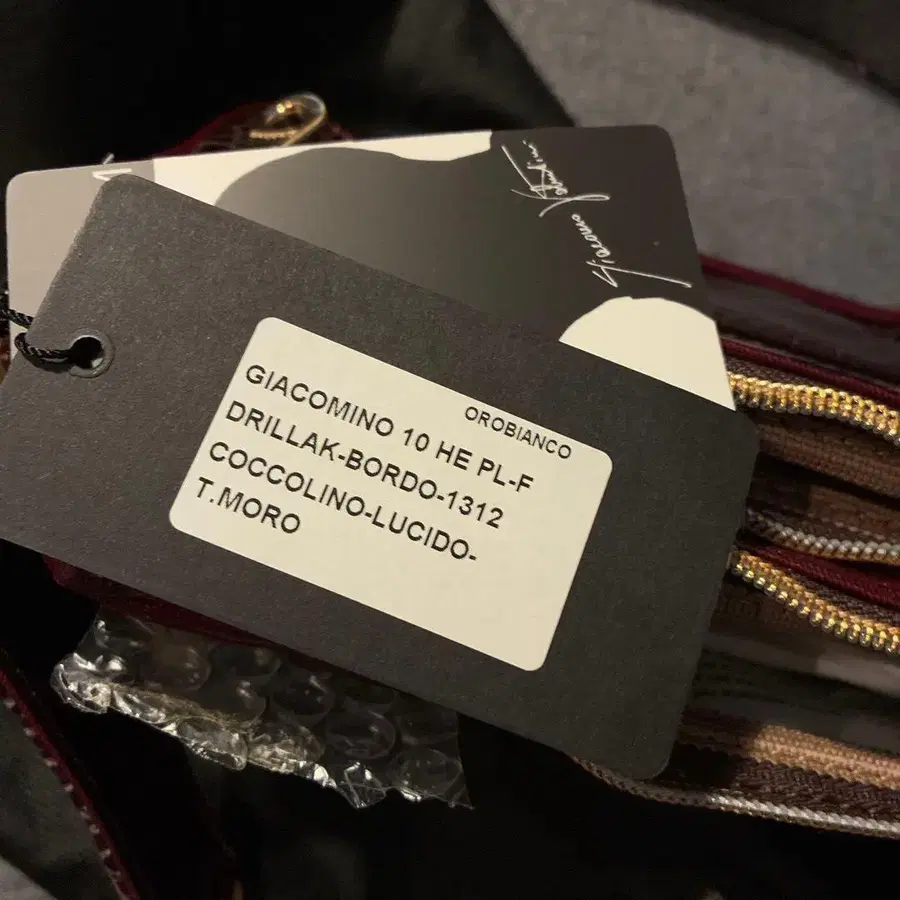 OROBIANCO
GIACOMINO 10 HE PL-F
DRILLAK-BORDO-1312
COCCOLINO-LUCIDO-
T.MORO